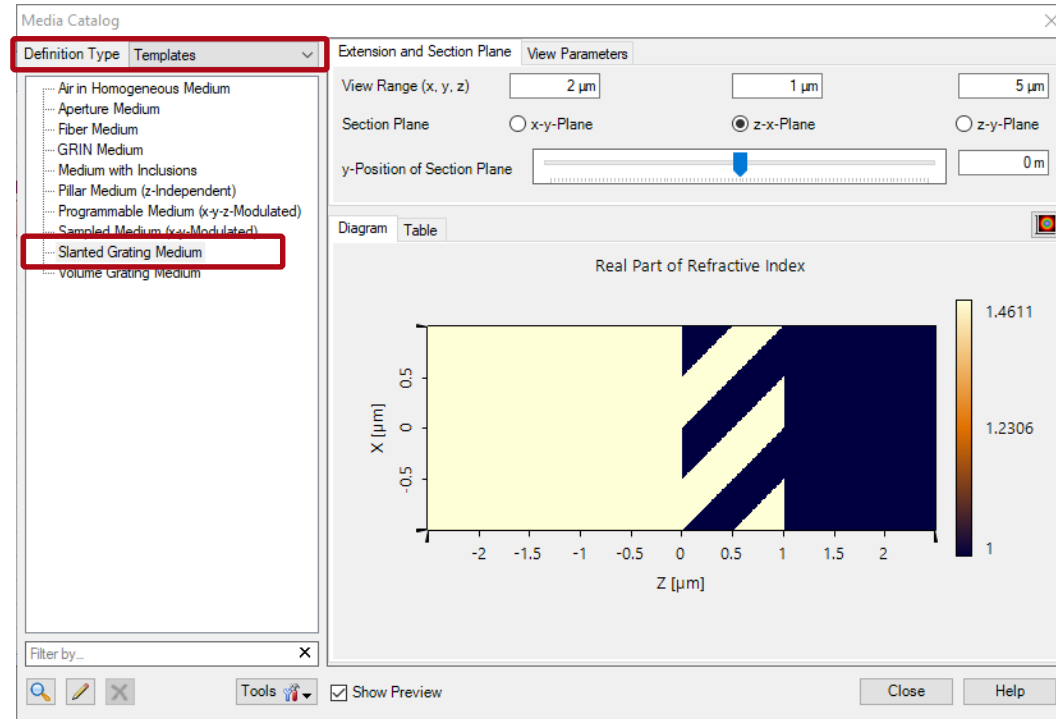 Media Catalog
Definition Type Templates
Air in Homogeneous Medium
Aperture Medium
Fiber Medium
GRIN Medium
Medium with Inclusions
Pillar Medium (z-Independent)
Programmable Medium (x-y-z-Modulated)
Sampled Medium (x-y-Modulated)
Slanted Grating Medium
Volume Grating Medium
Filter by...
Tools
Extension and Section Plane View Parameters
View Range (x, y, z) 2 µm 1 µm 5 µm
Section Plane x-y-Plane z-x-Plane z-y-Plane
y-Position of Section Plane 0 m
Diagram Table
Real Part of Refractive Index
X [µm]
0.5
0
-0.5
-2 -1.5 -1 -0.5 0 0.5 1 1.5 2
Z [µm]
1.4611
1.2306
1
Show Preview
Close Help